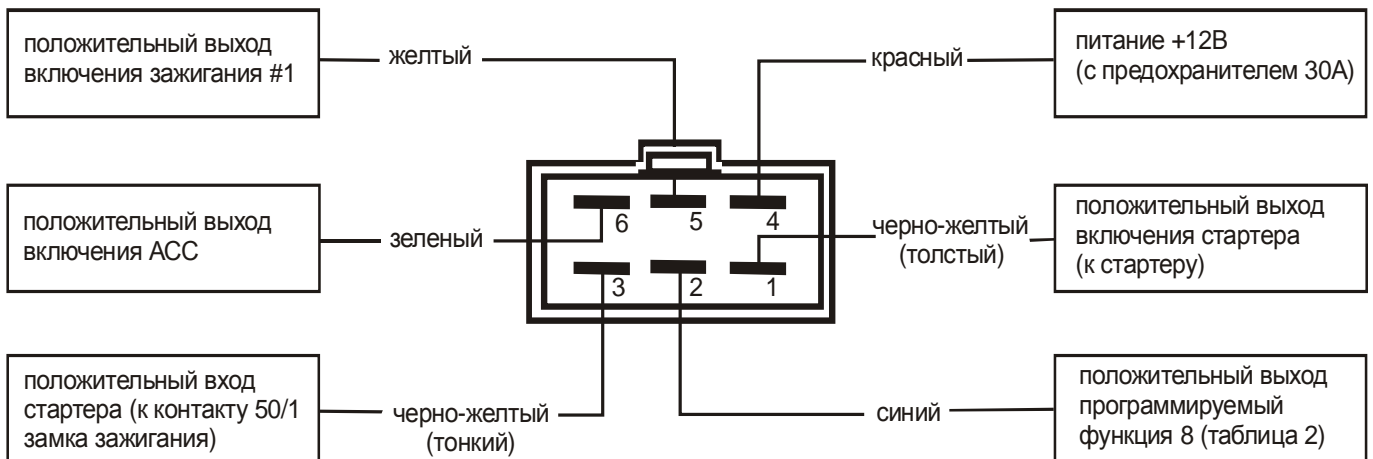 положительный выход
включения зажигания #1
желтый
красный
питание +12В
(с предохранителем 30А)
положительный выход
включения АСС
зеленый
6
5
4
3
2
1
черно-желтый
(толстый)
положительный выход
включения стартера
(к стартеру)
положительный вход
стартера (к контакту 50/1
замка зажигания)
черно-желтый
(тонкий)
синий
положительный выход
программируемый
функция 8 (таблица 2)